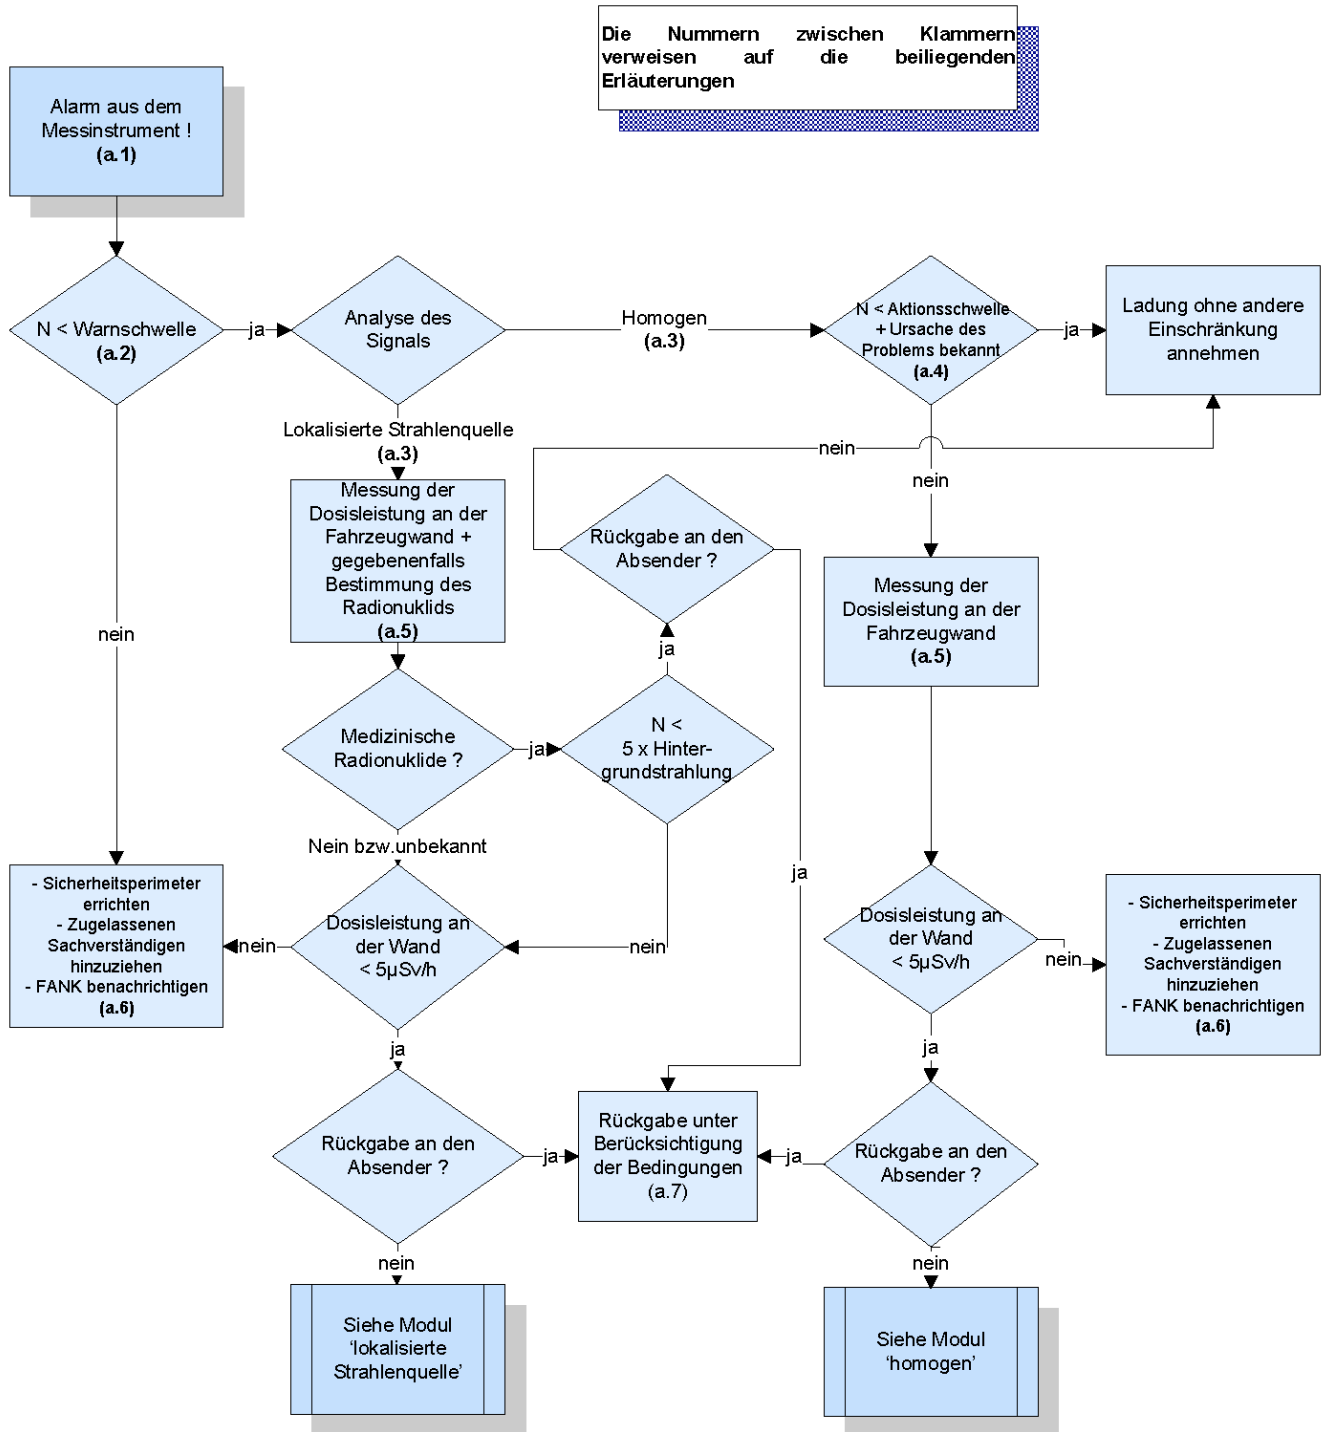 Die Nummern zwischen Klammern
verweisen auf die beiliegenden
Erläuterungen
Alarm aus dem
Messinstrument !
(a.1)
N < Warnschwelle
(a.2)
ja
Analyse des
Signals
Homogen
(a.3)
N < Aktionsschwelle
+ Ursache des
Problems bekannt
(a.4)
ja
Ladung ohne andere
Einschränkung
annehmen
Lokalisierte Strahlenquelle
(a.3)
nein
nein
Messung der
Dosisleistung an der
Fahrzeugwand +
gegebenenfalls
Bestimmung des
Radionuklids
(a.5)
Rückgabe an den
Absender ?
Messung der
Dosisleistung an der
Fahrzeugwand
(a.5)
nein
ja
Medizinische
Radionuklide ?
ja
N <
5 x Hinter-
grundstrahlung
Nein bzw.unbekannt
ja
- Sicherheitsperimeter
errichten
- Zugelassenen
Sachverständigen
hinzuziehen
- FANK benachrichtigen
(a.6)
nein
Dosisleistung an
der Wand
< 5µSv/h
nein
Dosisleistung an
der Wand
< 5µSv/h
nein
- Sicherheitsperimeter
errichten
- Zugelassenen
Sachverständigen
hinzuziehen
- FANK benachrichtigen
(a.6)
ja
ja
Rückgabe an den
Absender ?
ja
Rückgabe unter
Berücksichtigung
der Bedingungen
(a.7)
ja
Rückgabe an den
Absender ?
nein
nein
Siehe Modul
‘lokalisierte
Strahlenquelle’
Siehe Modul
‘homogen’